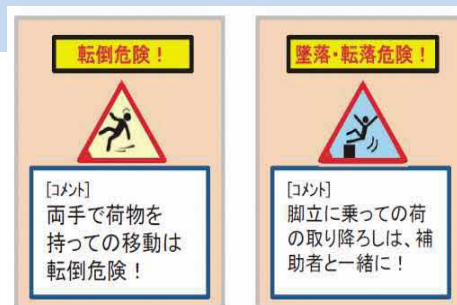 転倒危険！
[コメント]
両手で荷物を
持っての移動は
転倒危険！
墜落・転落危険！
[コメント]
脚立に乗っての荷
の取り降ろしは、補
助者と一緒に！